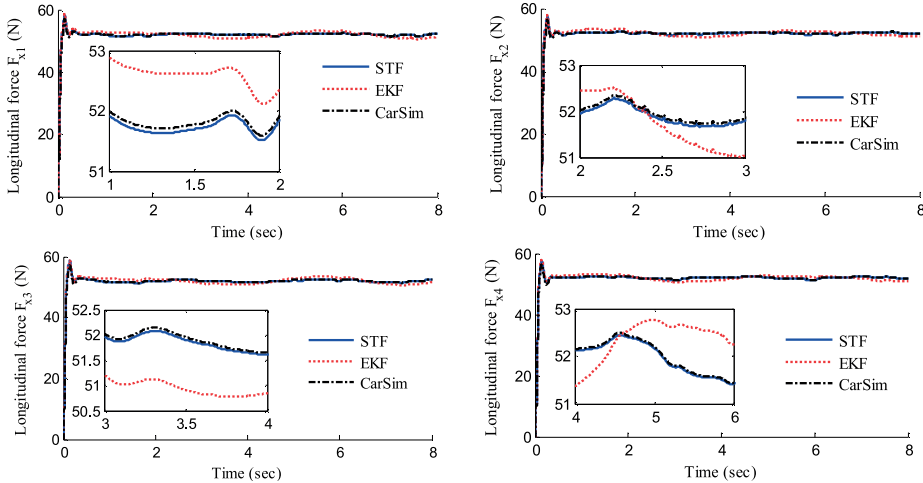 Longitudinal force Fx1 (N)
60
40
20
0
53
52
51
1 1.5 2
STF
EKF
CarSim
0 2 4 6 8
Time (sec)
Longitudinal force Fx2 (N)
60
40
20
0
53
52
51
2 2.5 3
STF
EKF
CarSim
0 2 4 6 8
Time (sec)
Longitudinal force Fx3 (N)
60
40
20
0
52.5
52
51.5
51
50.5
3 3.5 4
STF
EKF
CarSim
0 2 4 6 8
Time (sec)
Longitudinal force Fx4 (N)
60
40
20
0
53
52
51
4 5 6
STF
EKF
CarSim
0 2 4 6 8
Time (sec)